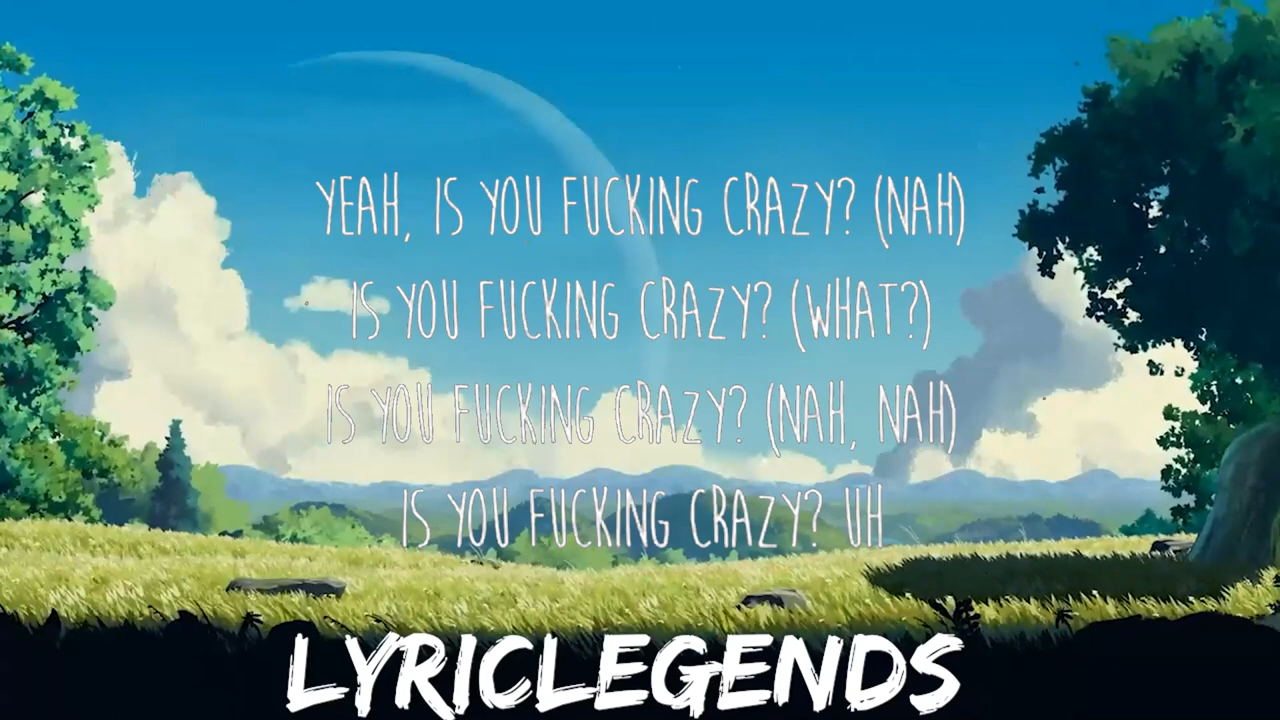 YEAH, IS YOU FUCKING CRAZY? (NAH)
IS YOU FUCKING CRAZY? (WHAT?)
IS YOU FUCKING CRAZY? (NAH, NAH)
IS YOU FUCKING CRAZY? UH
LYRICLEGENDS